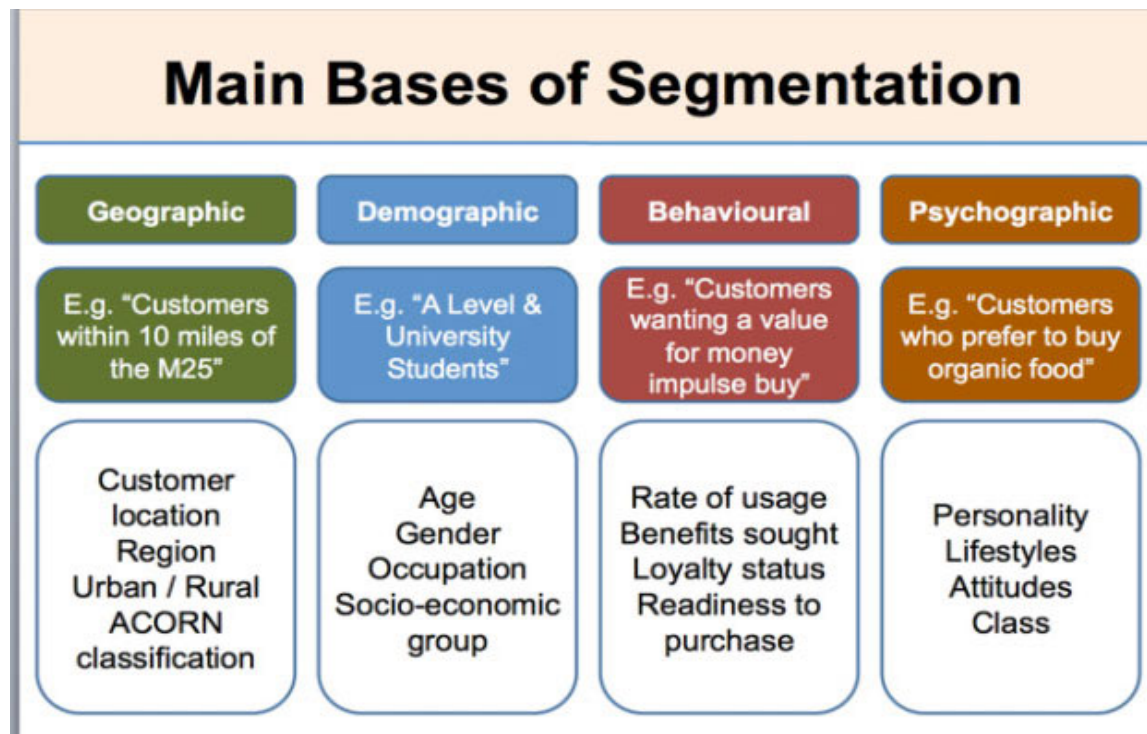 Main Bases of Segmentation
Geographic
Demographic
Behavioural
Psychographic
E.g. “Customers
within 10 miles of
the M25”
E.g. “A Level &
University
Students”
E.g. “Customers
wanting a value
for money
impulse buy”
E.g. “Customers
who prefer to buy
organic food”
Customer
location
Region
Urban / Rural
ACORN
classification
Age
Gender
Occupation
Socio-economic
group
Rate of usage
Benefits sought
Loyalty status
Readiness to
purchase
Personality
Lifestyles
Attitudes
Class